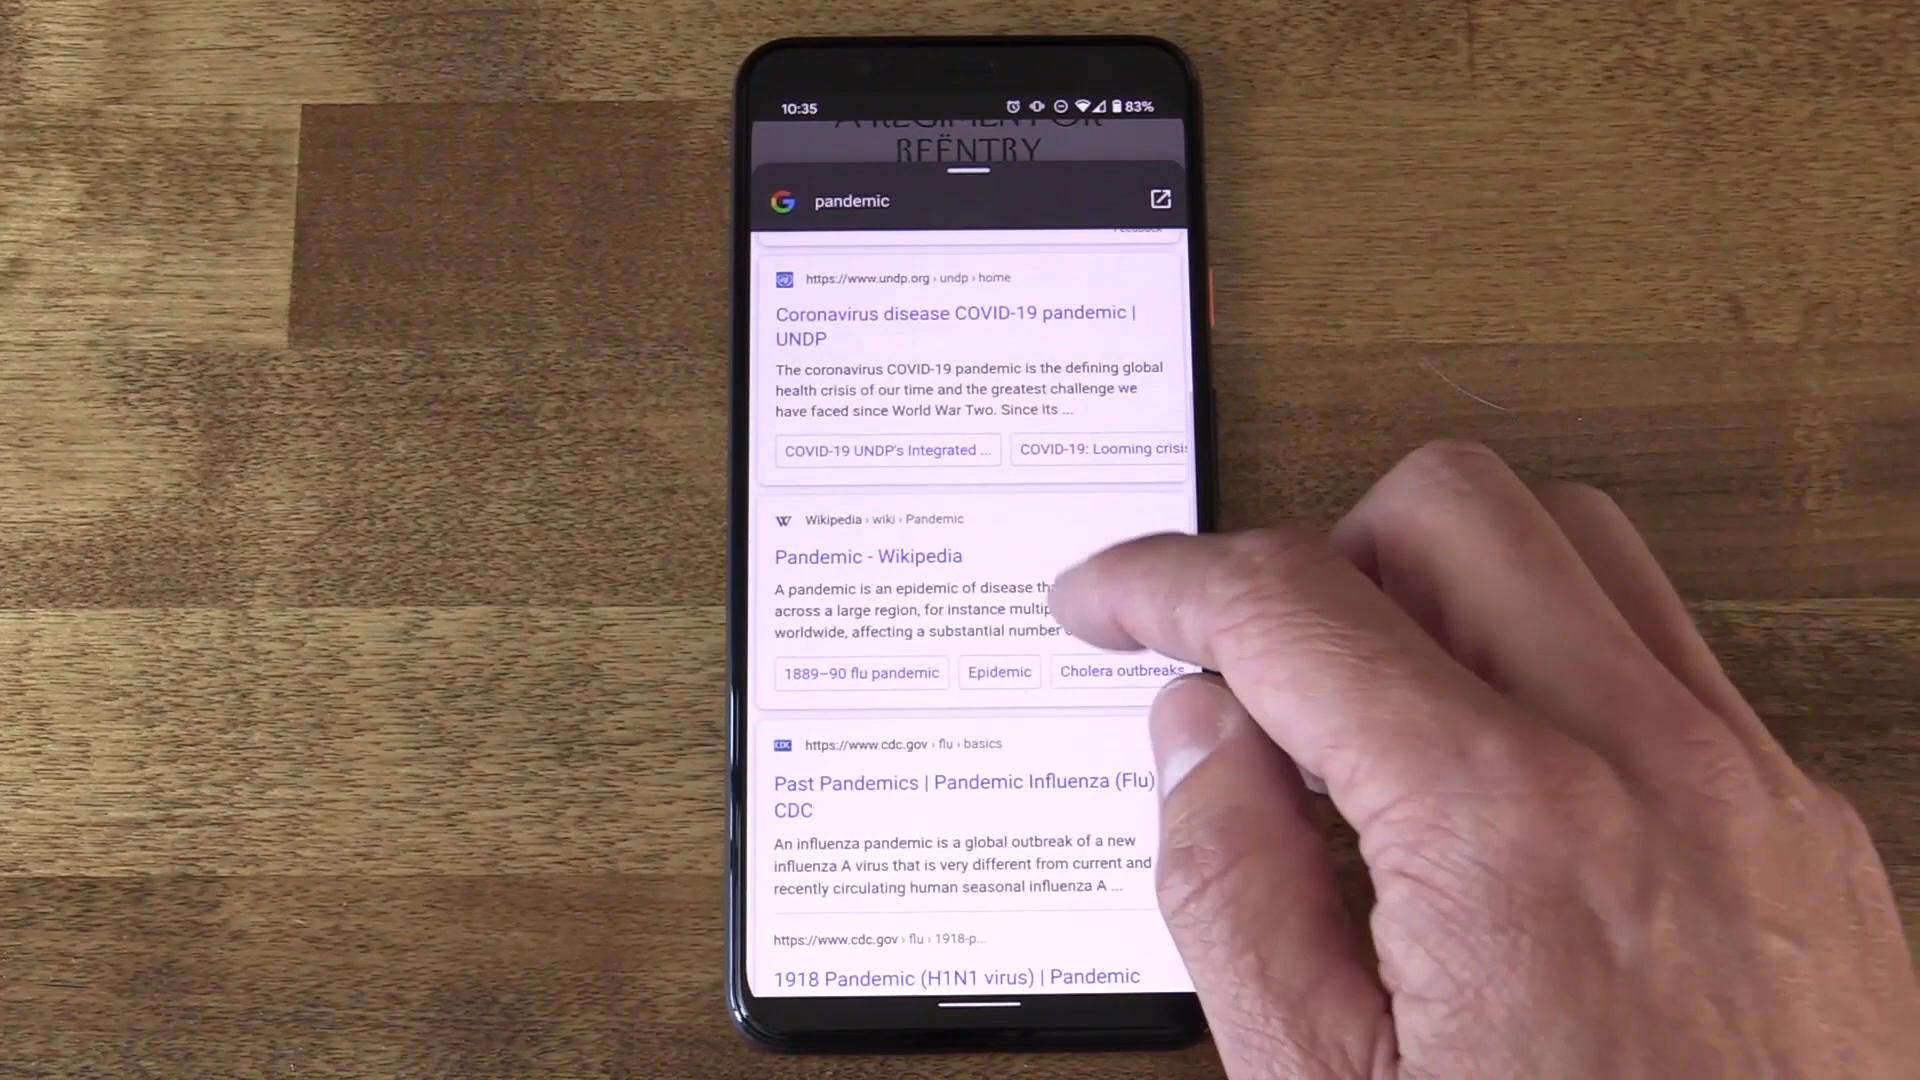 10:35
83%
A REGIMENT FOR
REËNTRY
pandemic
Feedback
https://www.undp.org › undp › home
Coronavirus disease COVID-19 pandemic |
UNDP
The coronavirus COVID-19 pandemic is the defining global
health crisis of our time and the greatest challenge we
have faced since World War Two. Since its ...
COVID-19 UNDP's Integrated ...
COVID-19: Looming crisis
Wikipedia › wiki › Pandemic
Pandemic - Wikipedia
A pandemic is an epidemic of disease
across a large region, for instance
worldwide, affecting a substantial number
1889–90 flu pandemic
Epidemic
Cholera outbreaks
CDC
https://www.cdc.gov › flu › basics
Past Pandemics | Pandemic Influenza (Flu)
CDC
An influenza pandemic is a global outbreak of a new
influenza A virus that is very different from current and
recently circulating human seasonal influenza A ...
https://www.cdc.gov › flu › 1918-p...
1918 Pandemic (H1N1 virus) | Pandemic